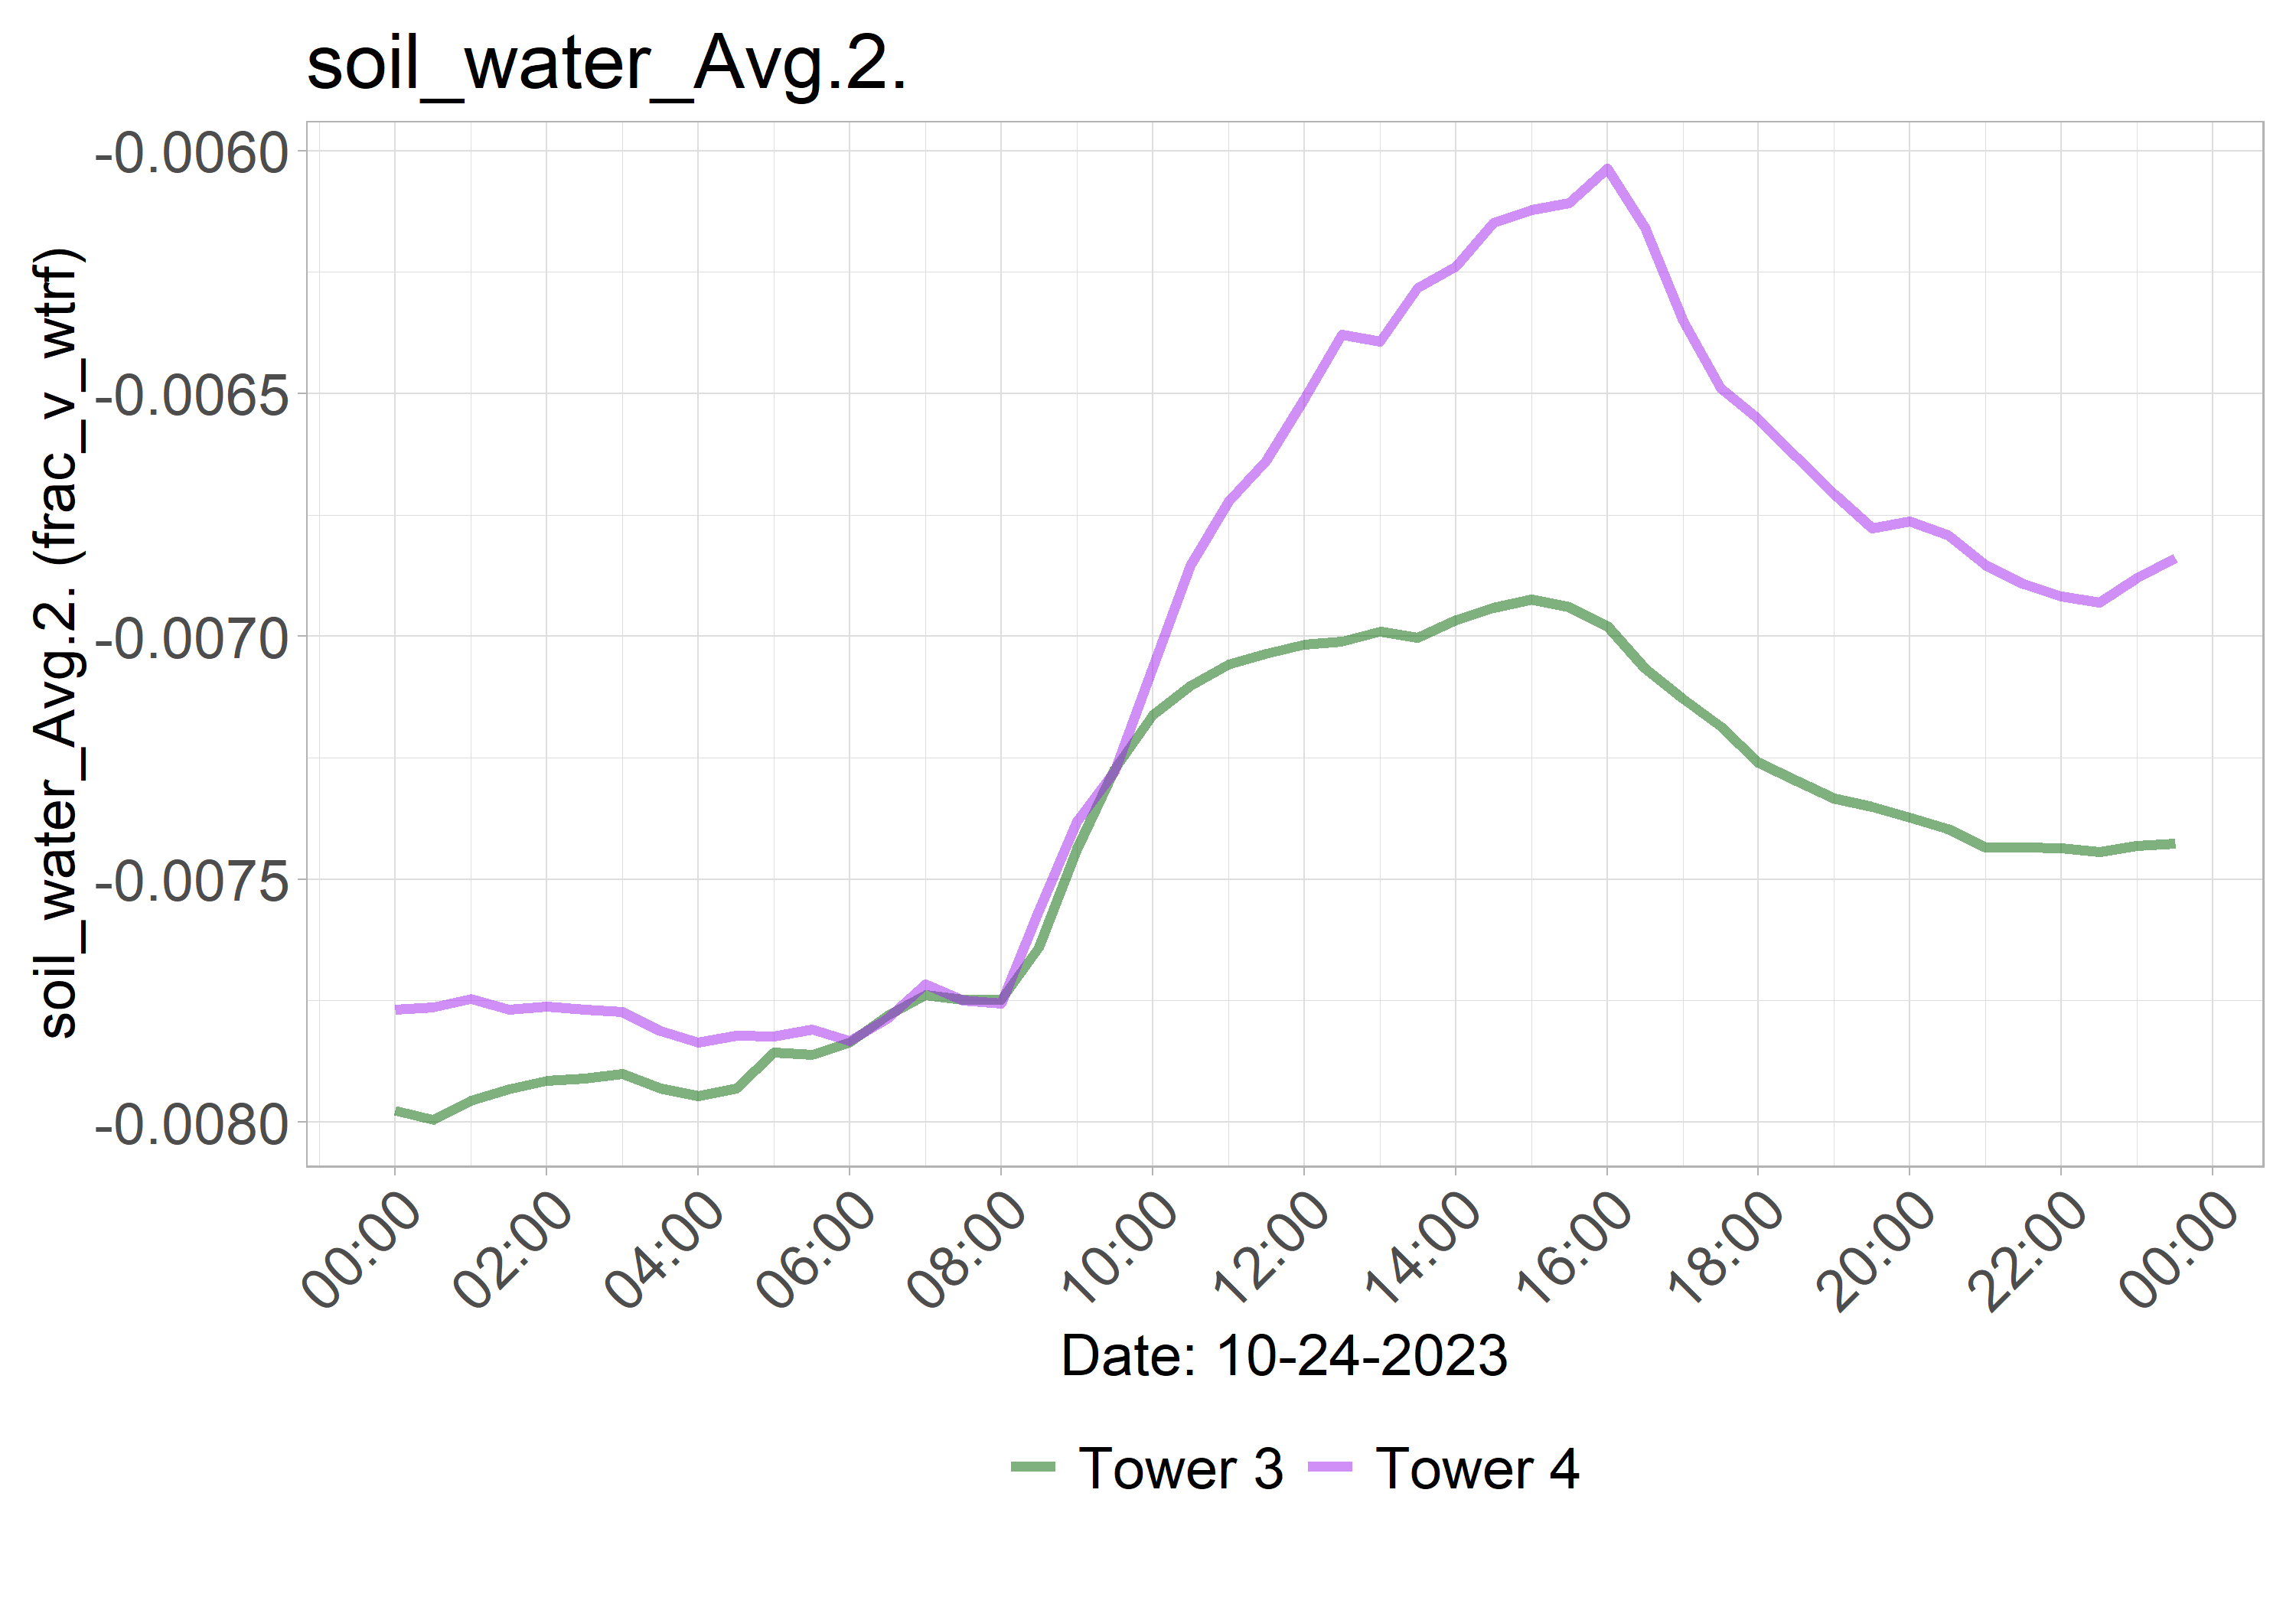 soil_water_Avg.2.
soil_water_Avg.2. (frac_v_wtrf)
-0.0060
-0.0065
-0.0070
-0.0075
-0.0080
00:00 02:00 04:00 06:00 08:00 10:00 12:00 14:00 16:00 18:00 20:00 22:00 00:00
Date: 10-24-2023
Tower 3 Tower 4